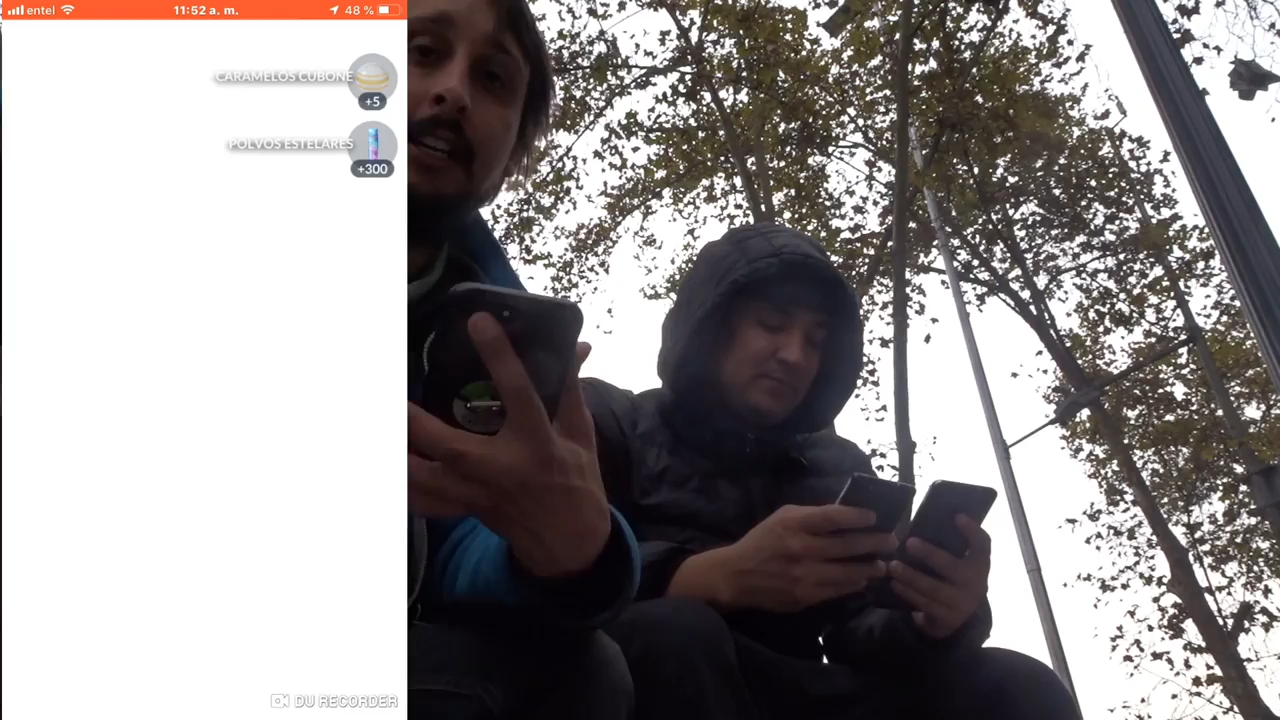 entel
11:52 a. m.
48 %
CARAMELOS CUBONE
+5
POLVOS ESTELARES
+300
DU RECORDER